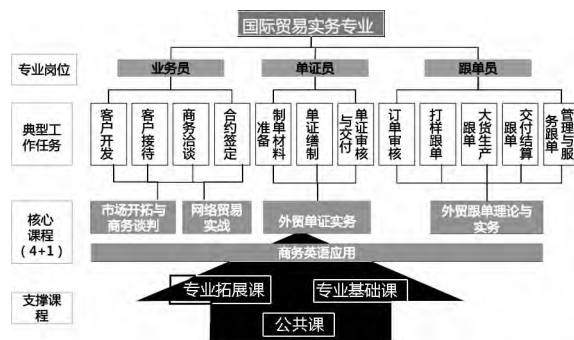 国际贸易实务专业
专业岗位
业务员
单证员
跟单员
典型工作任务
客户开发
客户接待
商务洽谈
合约签定
制单材料准备
单证缮制
单证审核与交付
订单审核
打样跟单
大货生产跟单
交付结算跟单
管理与服务跟单
核心
课程
（4+1）
市场开拓与
商务谈判
网络贸易
实战
外贸单证实务
外贸跟单理论与
实务
商务英语应用
支撑课
程
专业拓展课
专业基础课
公共课